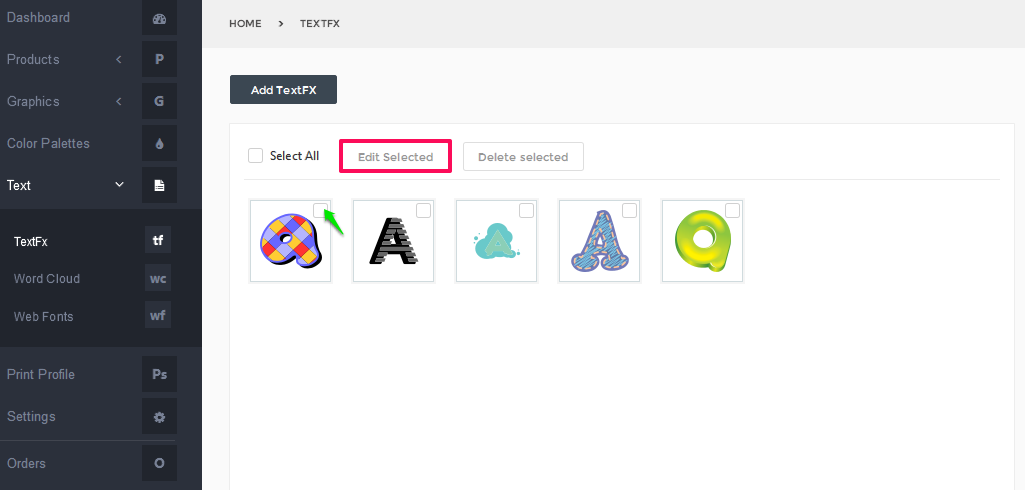 Dashboard
Products
P
Graphics
G
Color Palettes
Text
TextFx
tf
Word Cloud
wc
Web Fonts
wf
Print Profile
Ps
Settings
Orders
O
HOME > TEXTFX
Add TextFX
Select All
Edit Selected
Delete selected
a
A
A
A
a